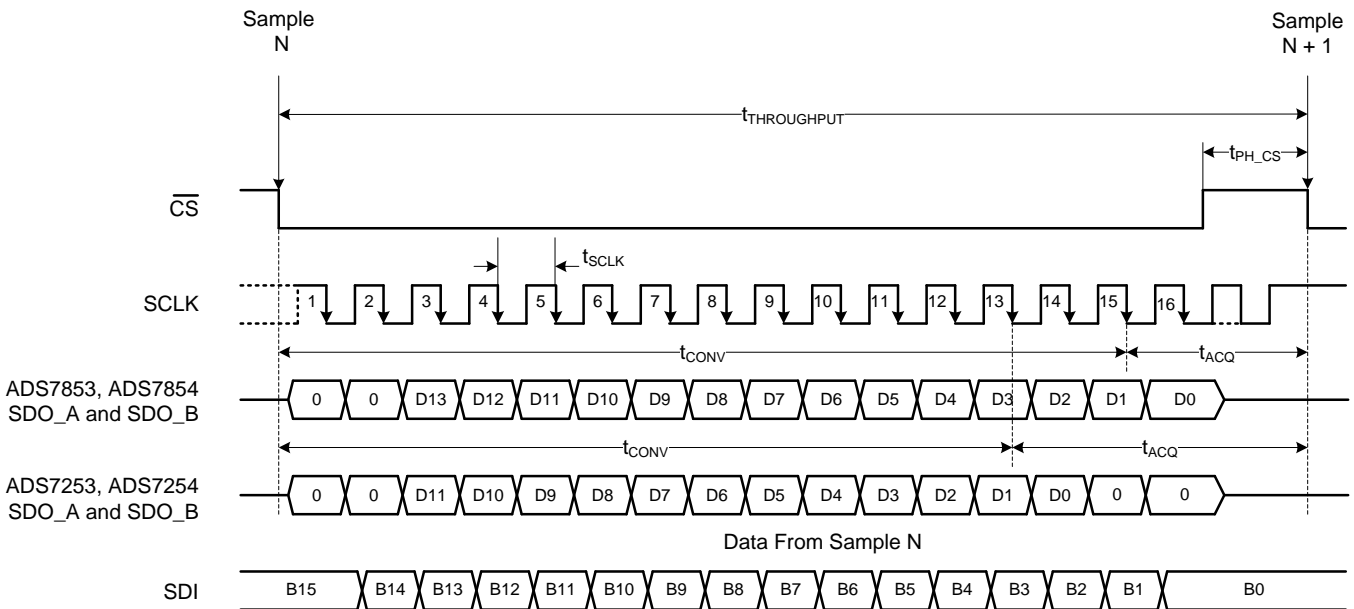 Sample
N
Sample
N + 1
tTHROUGHPUT
tPH_CS
CS
tSCLK
SCLK
1 2 3 4 5 6 7 8 9 10 11 12 13 14 15 16
tCONV tACQ
ADS7853, ADS7854
SDO_A and SDO_B
0 0 D13 D12 D11 D10 D9 D8 D7 D6 D5 D4 D3 D2 D1 D0
tCONV tACQ
ADS7253, ADS7254
SDO_A and SDO_B
0 0 D11 D10 D9 D8 D7 D6 D5 D4 D3 D2 D1 D0 0 0
Data From Sample N
SDI
B15 B14 B13 B12 B11 B10 B9 B8 B7 B6 B5 B4 B3 B2 B1 B0